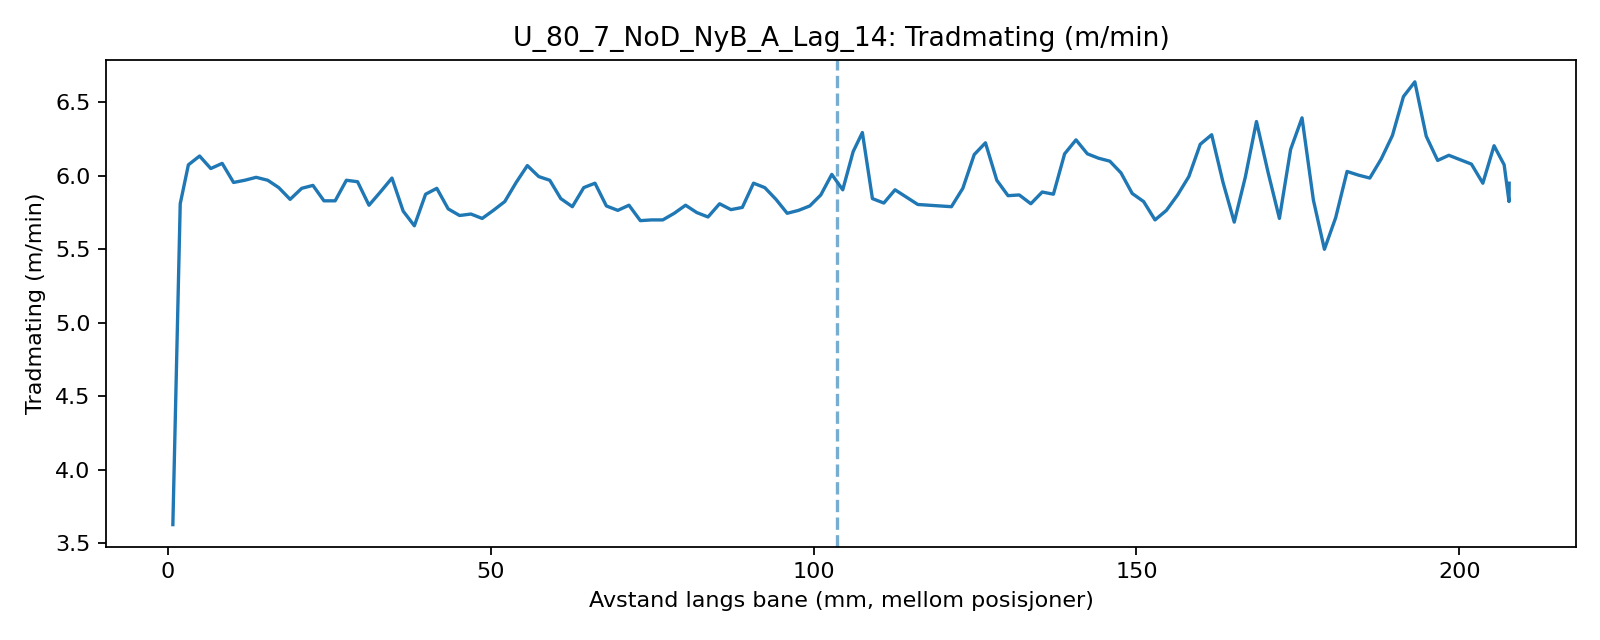 U_80_7_NoD_NyB_A_Lag_14: Tradmating (m/min)
Tradmating (m/min)
6.5
6.0
5.5
5.0
4.5
4.0
3.5
0 50 100 150 200
Avstand langs bane (mm, mellom posisjoner)